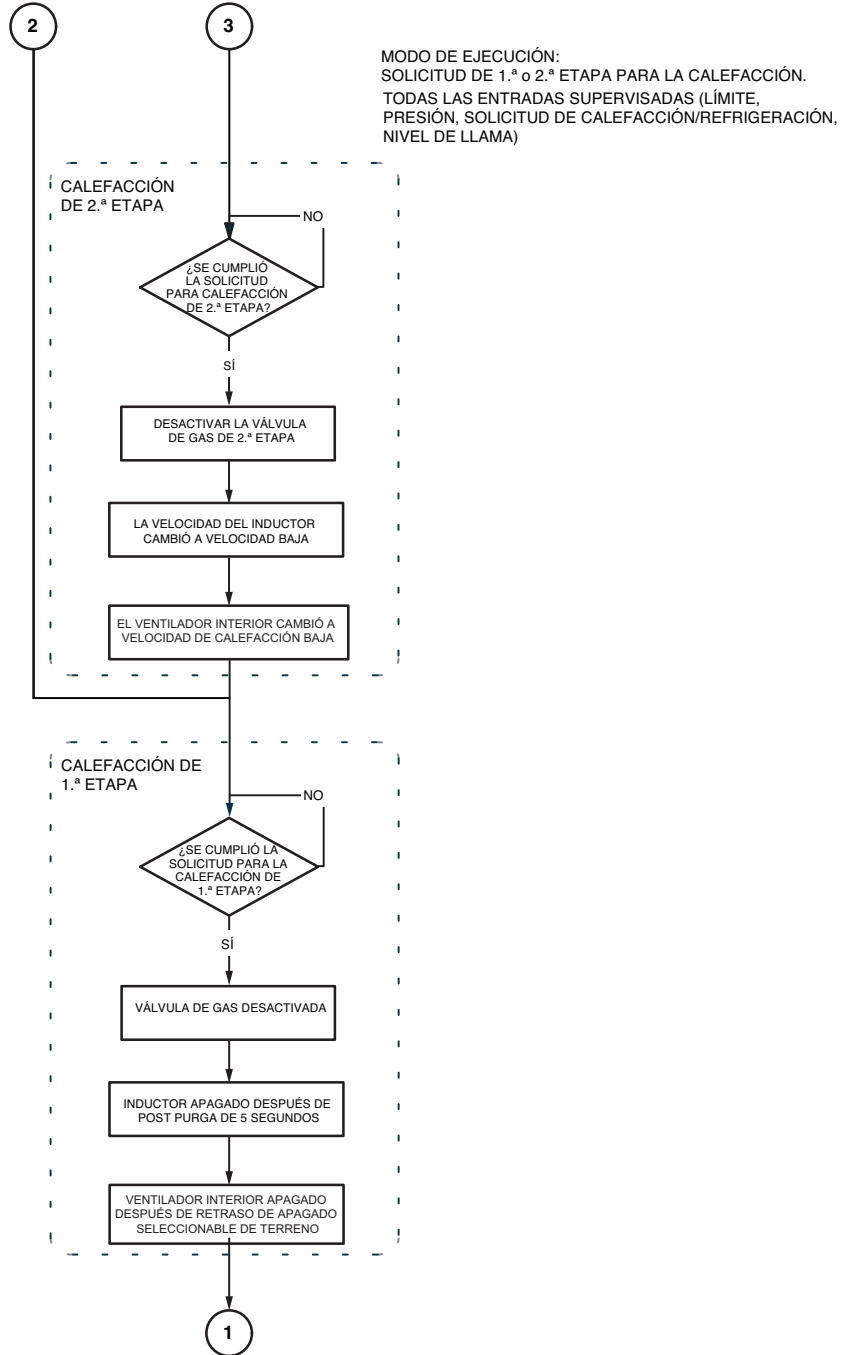 2
3
MODO DE EJECUCIÓN:
SOLICITUD DE 1.ª o 2.ª ETAPA PARA LA CALEFACCIÓN.
TODAS LAS ENTRADAS SUPERVISADAS (LÍMITE,
PRESIÓN, SOLICITUD DE CALEFACCIÓN/REFRIGERACIÓN,
NIVEL DE LLAMA)
CALEFACCIÓN
DE 2.ª ETAPA
NO
¿SE CUMPLIÓ
LA SOLICITUD
PARA CALEFACCIÓN
DE 2.ª ETAPA?
SÍ
DESACTIVAR LA VÁLVULA
DE GAS DE 2.ª ETAPA
LA VELOCIDAD DEL INDUCTOR
CAMBIÓ A VELOCIDAD BAJA
EL VENTILADOR INTERIOR CAMBIÓ A
VELOCIDAD DE CALEFACCIÓN BAJA
CALEFACCIÓN DE
1.ª ETAPA
NO
¿SE CUMPLIÓ LA
SOLICITUD PARA LA
CALEFACCIÓN DE
1.ª ETAPA?
SÍ
VÁLVULA DE GAS DESACTIVADA
INDUCTOR APAGADO DESPUÉS DE
POST PURGA DE 5 SEGUNDOS
VENTILADOR INTERIOR APAGADO
DESPUÉS DE RETRASO DE APAGADO
SELECCIONABLE DE TERRENO
1